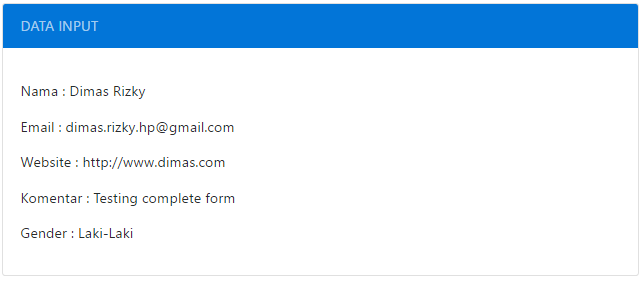 DATA INPUT
Nama : Dimas Rizky
Email : dimas.rizky.hp@gmail.com
Website : http://www.dimas.com
Komentar : Testing complete form
Gender : Laki-Laki